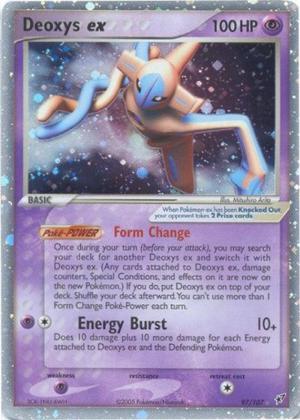 Deoxys ex 100 HP
Illus. Mitsuhiro Arita
BASIC
When Pokémon-ex has been Knocked Out,
your opponent takes 2 Prize cards
Poké-POWER Form Change
Once during your turn (before your attack), you may search
your deck for another Deoxys ex and switch it with
Deoxys ex. (Any cards attached to Deoxys ex, damage
counters, Special Conditions, and effects on it are now on
the new Pokémon.) If you do, put Deoxys ex on top of your
deck. Shuffle your deck afterward. You can't use more than 1
Form Change Poké-Power each turn.
Energy Burst 10+
Does 10 damage plus 10 more damage for each Energy
attached to Deoxys ex and the Defending Pokémon.
weakness resistance retreat cost
©2005 Pokémon/Nintendo
97/107